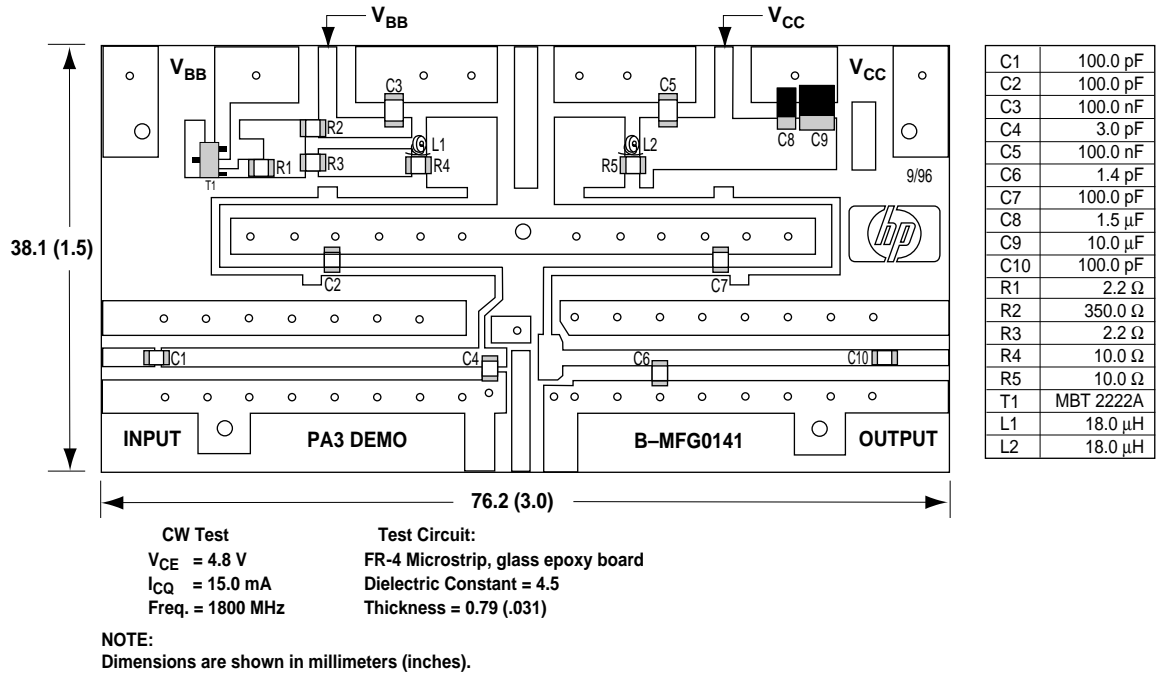 VBB
VCC
VBB
C3
C5
VCC
R2
L1
L2
C8
C9
R1
R3
R4
R5
T1
9/96
38.1 (1.5)
hp
C2
C7
C1
C4
C6
C10
INPUT
PA3 DEMO
B–MFG0141
OUTPUT
76.2 (3.0)
C1 100.0 pF
C2 100.0 pF
C3 100.0 nF
C4 3.0 pF
C5 100.0 nF
C6 1.4 pF
C7 100.0 pF
C8 1.5 µF
C9 10.0 µF
C10 100.0 pF
R1 2.2 Ω
R2 350.0 Ω
R3 2.2 Ω
R4 10.0 Ω
R5 10.0 Ω
T1 MBT 2222A
L1 18.0 µH
L2 18.0 µH
CW Test
VCE = 4.8 V
ICQ = 15.0 mA
Freq. = 1800 MHz
Test Circuit:
FR-4 Microstrip, glass epoxy board
Dielectric Constant = 4.5
Thickness = 0.79 (.031)
NOTE:
Dimensions are shown in millimeters (inches).